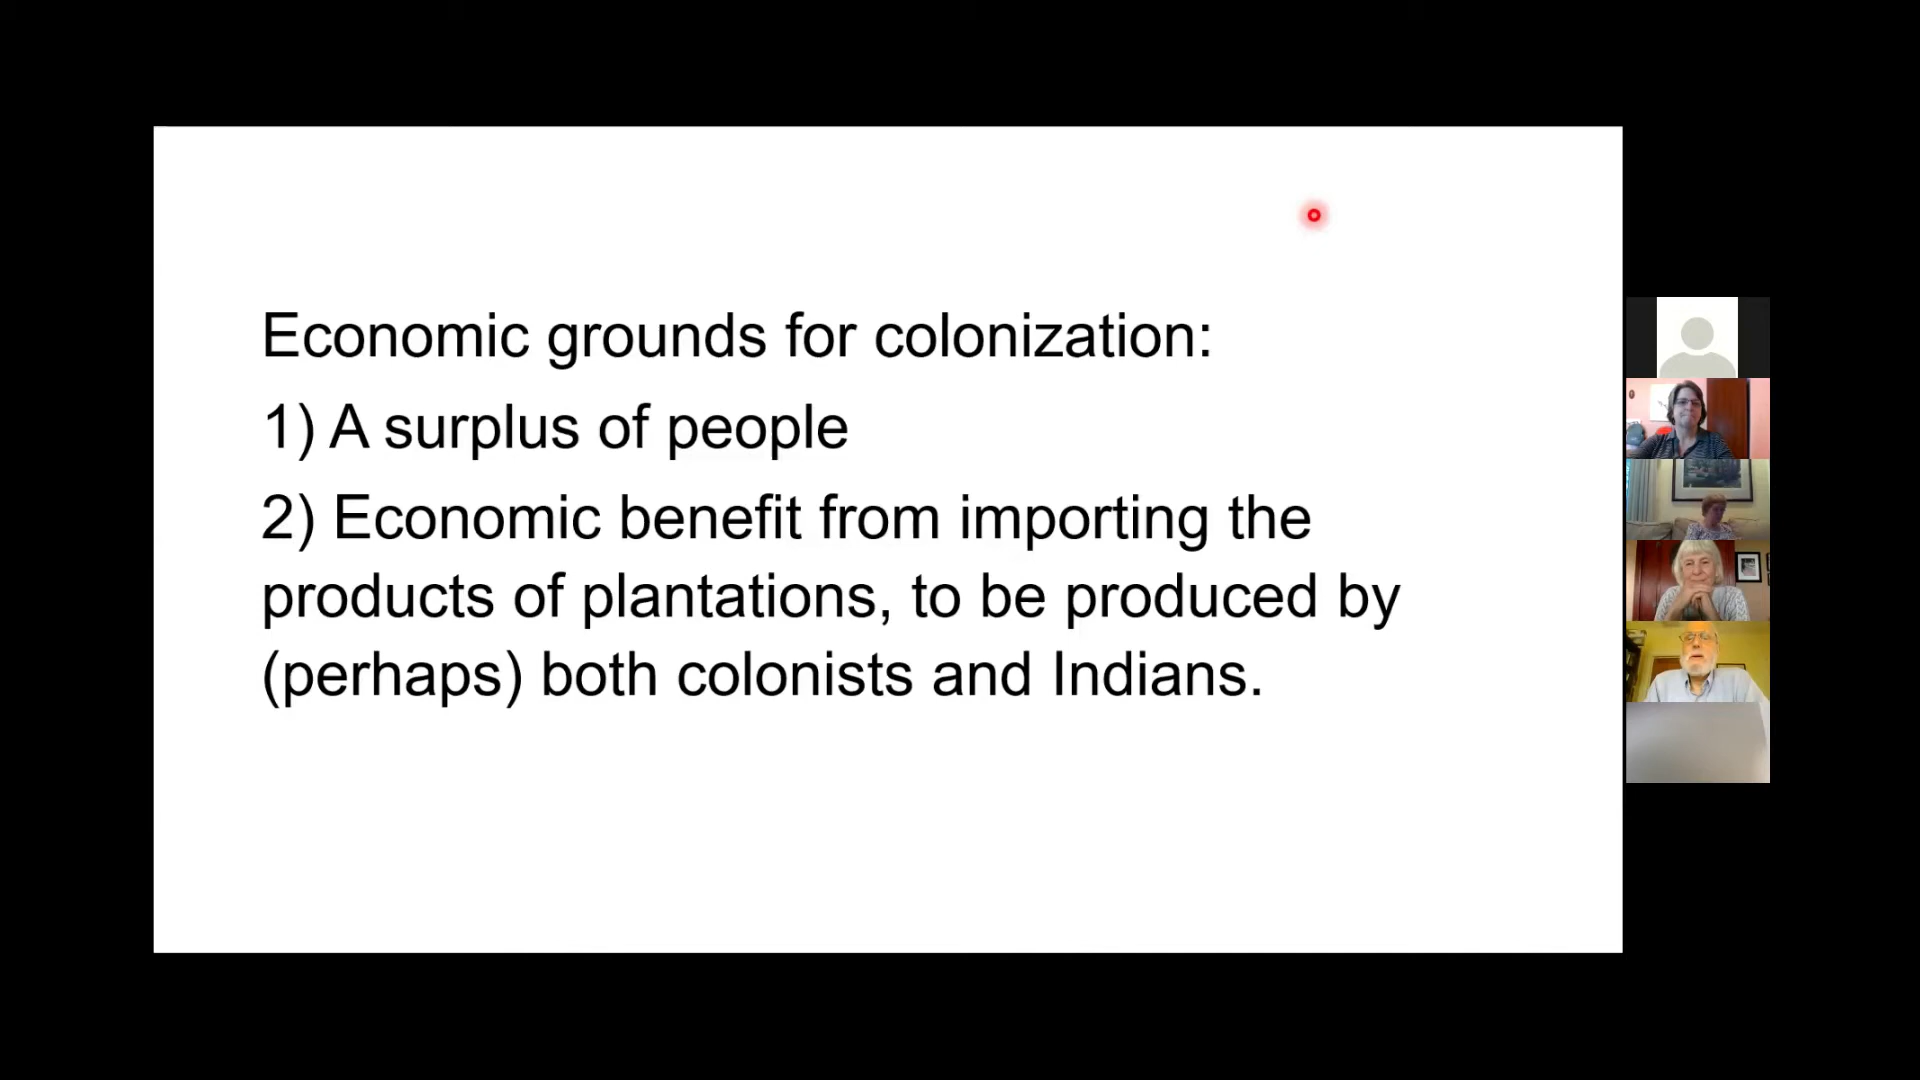 Economic grounds for colonization:
1) A surplus of people
2) Economic benefit from importing the
products of plantations, to be produced by
(perhaps) both colonists and Indians.